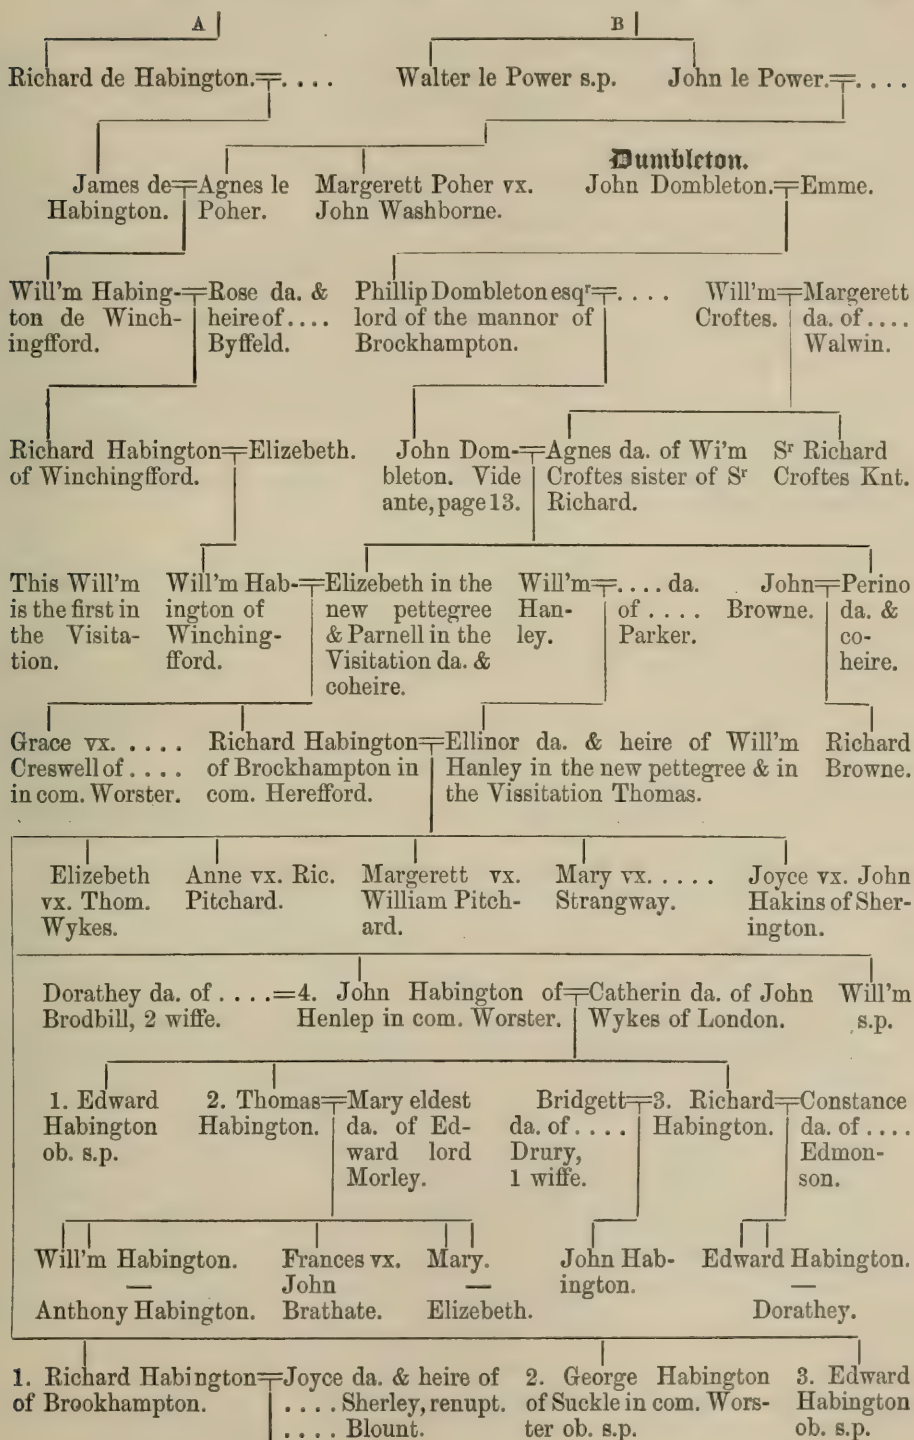 A B
Richard de Habington.=. . . . Walter le Power s.p. John le Power.=. . . .
Dumbleton.
James de=Agnes le Margerett Poher vx. John Dombleton.=Emme.
Habington. Poher. John Washborne.
Will'm Habing-=Rose da. & Phillip Dombleton esqr=. . . . Will'm=Margerett
ton de Winch- heire of . . . . lord of the mannor of Croftes. da. of . . . .
ingfford. Byffeld. Brockhampton. Walwin.
Richard Habington=Elizebeth. John Dom-=Agnes da. of Wi'm Sr Richard
of Winchingfford. bleton. Vide Croftes sister of Sr Croftes Knt.
ante, page 13. Richard.
This Will'm Will'm Hab-=Elizebeth in the Will'm=. . . . da. John=Perino
is the first in ington of new pettegree Han- of . . . . Browne. da. &
the Visita- Winching- & Parnell in the ley. Parker. co-
tion. fford. Visitation da. & heire.
coheire.
Grace vx. . . . . Richard Habington=Ellinor da. & heire of Will'm Richard
Creswell of . . . . of Brockhampton in Hanley in the new pettegree & in Browne.
in com. Worster. com. Herefford. the Vissitation Thomas.
Elizebeth Anne vx. Ric. Margerett vx. Mary vx. . . . . Joyce vx. John
vx. Thom. Pitchard. William Pitch- Strangway. Hakins of Sher-
Wykes. ard. ington.
Dorathey da. of . . . .=4. John Habington of=Catherin da. of John Will'm
Brodbill, 2 wiffe. Henlep in com. Worster. Wykes of London. s.p.
1. Edward 2. Thomas=Mary eldest Bridgett=3. Richard=Constance
Habington Habington. da. of Ed- da. of . . . . Habington. da. of . . . .
ob. s.p. ward lord Drury, Edmon-
Morley. 1 wiffe. son.
Will'm Habington. Frances vx. Mary. John Hab- Edward Habington.
— John — ington. —
Anthony Habington. Brathate. Elizebeth. Dorathey.
1. Richard Habington=Joyce da. & heire of 2. George Habington 3. Edward
of Brookhampton. . . . . Sherley, renupt. of Suckle in com. Wors- Habington
. . . . Blount. ter ob. s.p. ob. s.p.